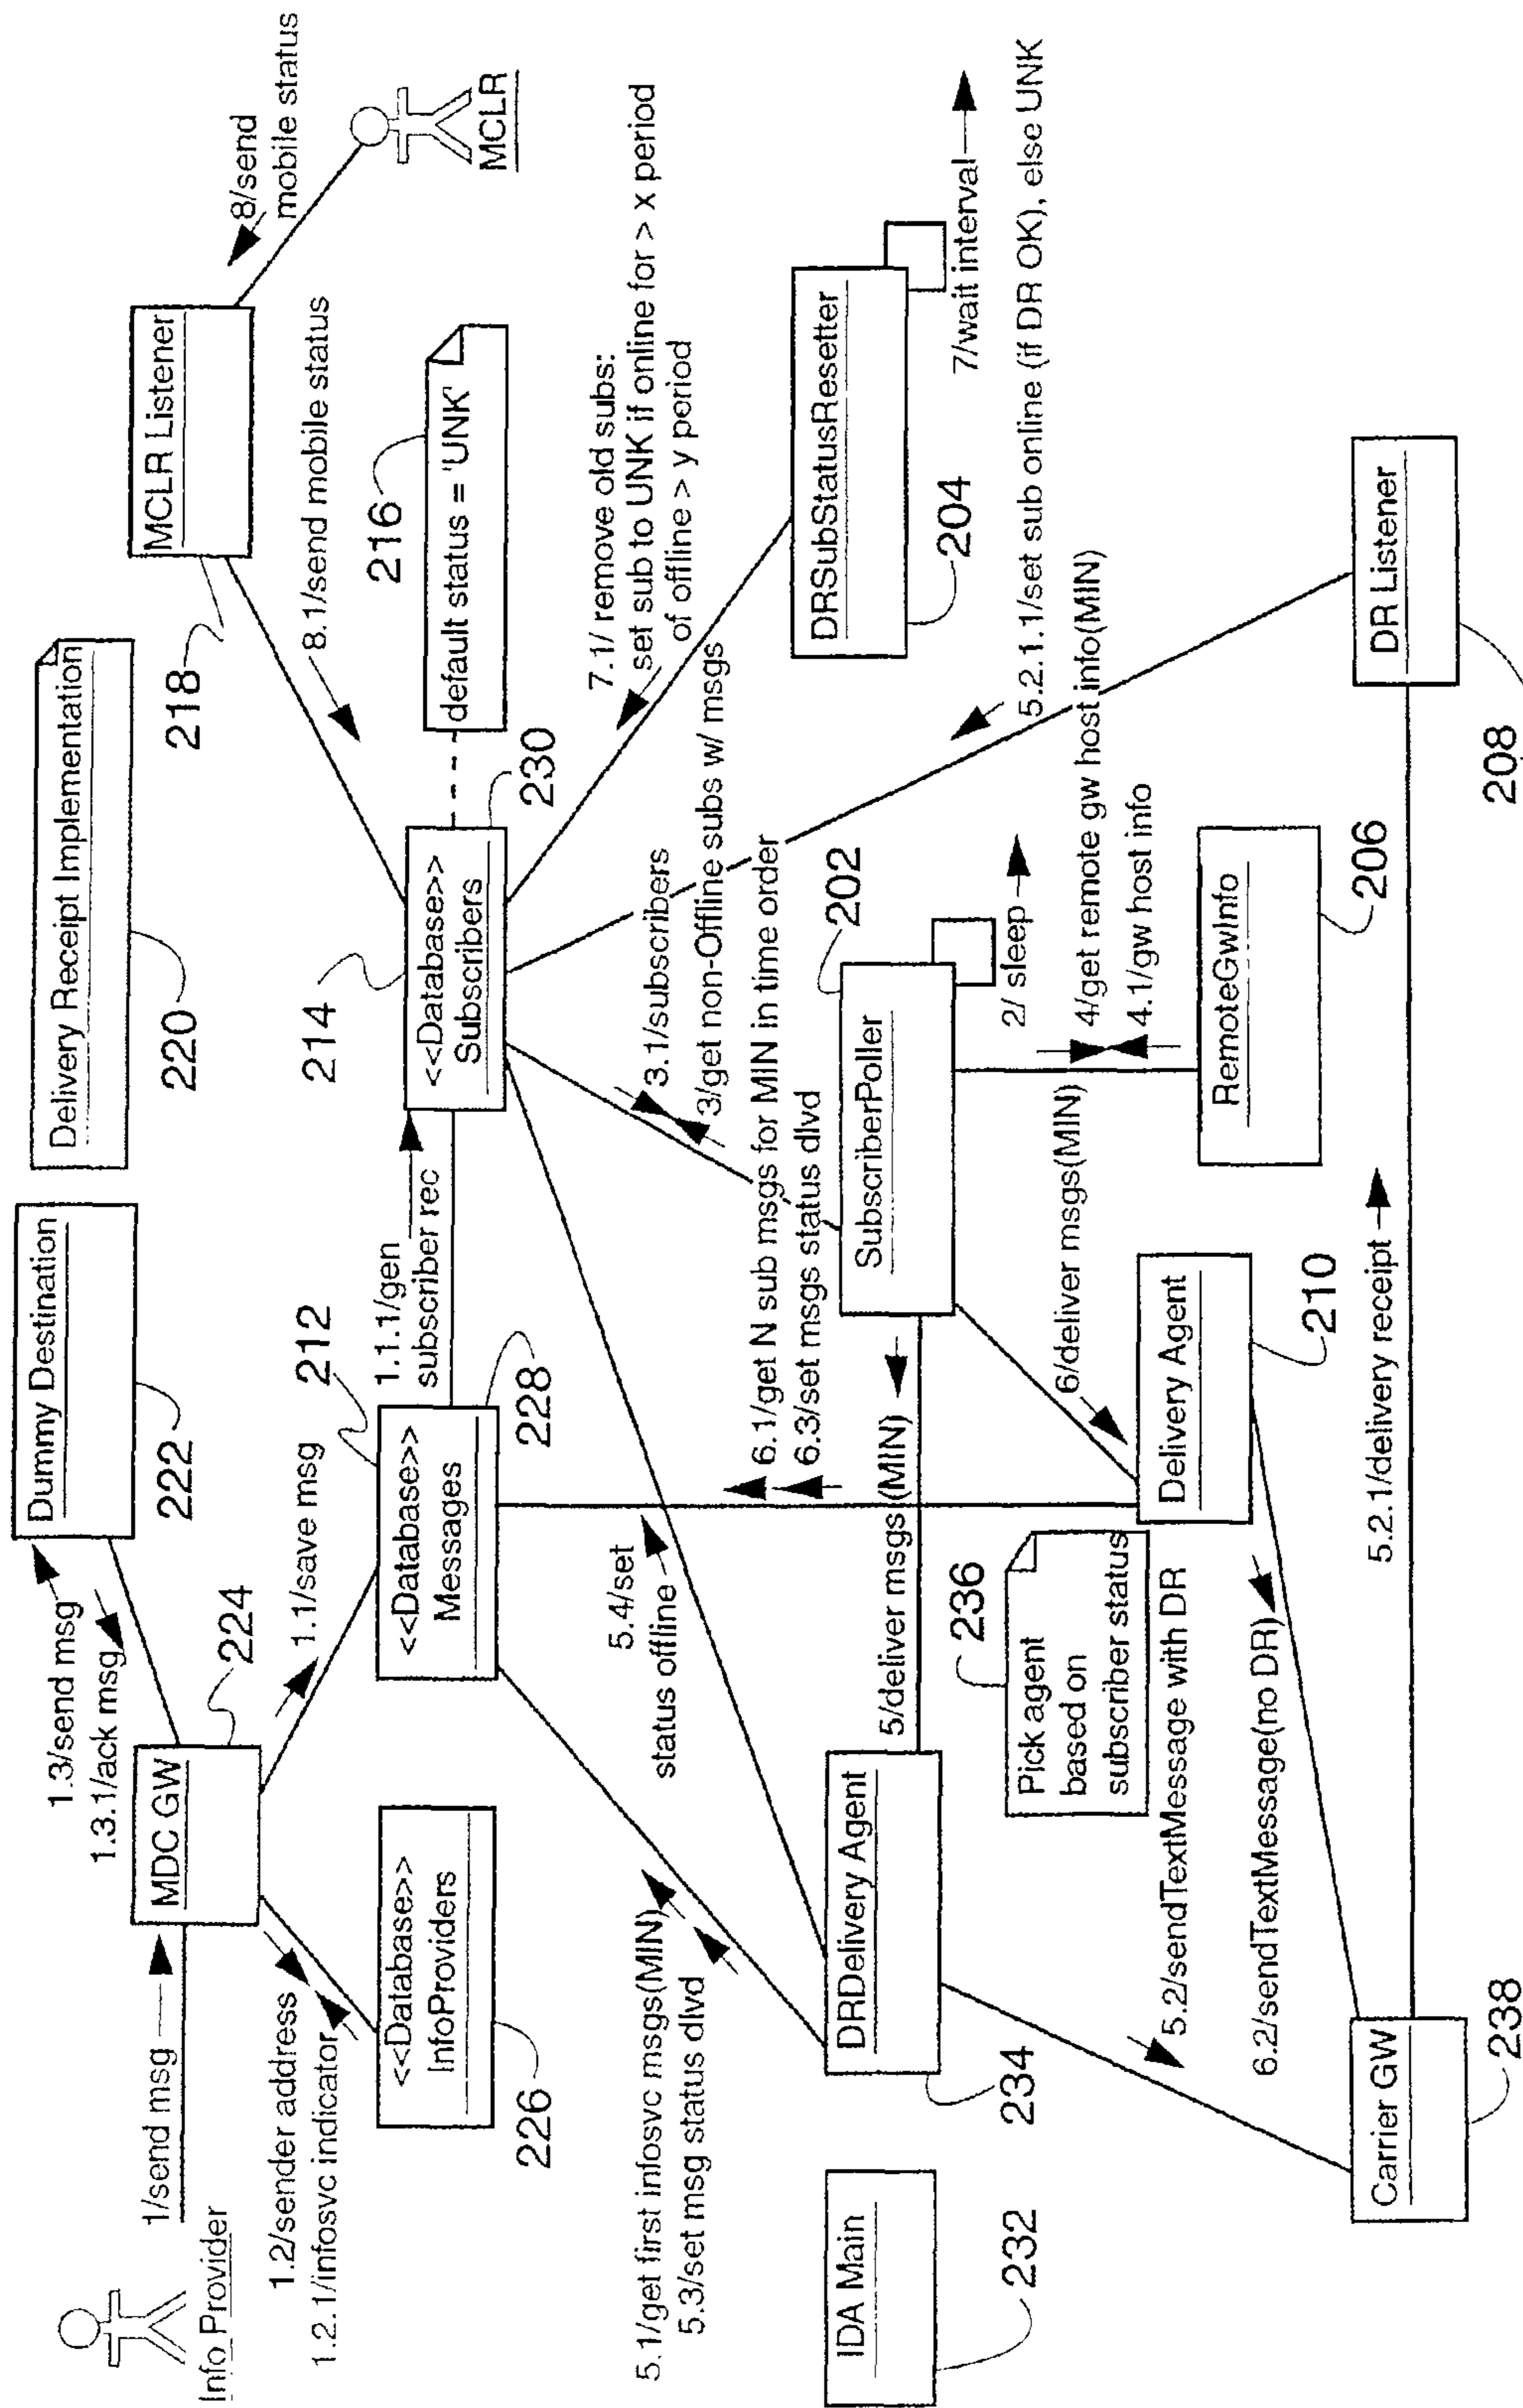 Info Provider
1/send msg
MDC GW
224
1.3/send msg
1.3.1/ack msg
Dummy Destination
222
Delivery Receipt Implementation
220
MCLR Listener
218
8/send
mobile status
MCLR
8.1/send mobile status
1.2/sender address
1.2.1/infosvc indicator
1.1/save msg
<<Database>>
InfoProviders
226
<<Database>>
Messages
212
228
1.1.1/gen
subscriber rec
<<Database>>
Subscribers
214
230
default status = 'UNK'
216
7.1/ remove old subs:
set sub to UNK if online for > x period
of offline > y period
5.1/get first infosvc msgs(MIN)
5.3/set msg status dlvd
5.4/set
status offline
6.1/get N sub msgs for MIN in time order
6.3/set msgs status dlvd
3.1/subscribers
3/get non-Offline subs w/ msgs
DRSubStatusResetter
204
7/wait interval
IDA Main
232
DRDelivery Agent
234
5/deliver msgs (MIN)
SubscriberPoller
202
2/ sleep
5.2.1.1/set sub online (if DR OK), else UNK
4/get remote gw host info(MIN)
4.1/gw host info
236
Pick agent
based on
subscriber status
6/deliver msgs(MIN)
Delivery Agent
210
RemoteGwInfo
206
5.2/sendTextMessage with DR
6.2/sendTextMessage(no DR)
Carrier GW
238
5.2.1/delivery receipt
DR Listener
208